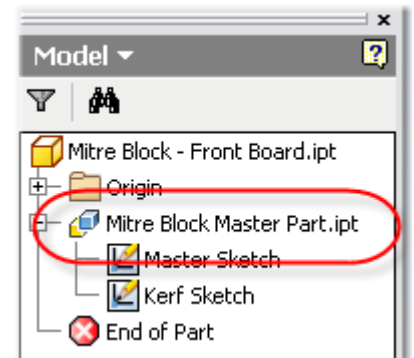 Model
Mitre Block - Front Board.ipt
Origin
Mitre Block Master Part.ipt
Master Sketch
Kerf Sketch
End of Part